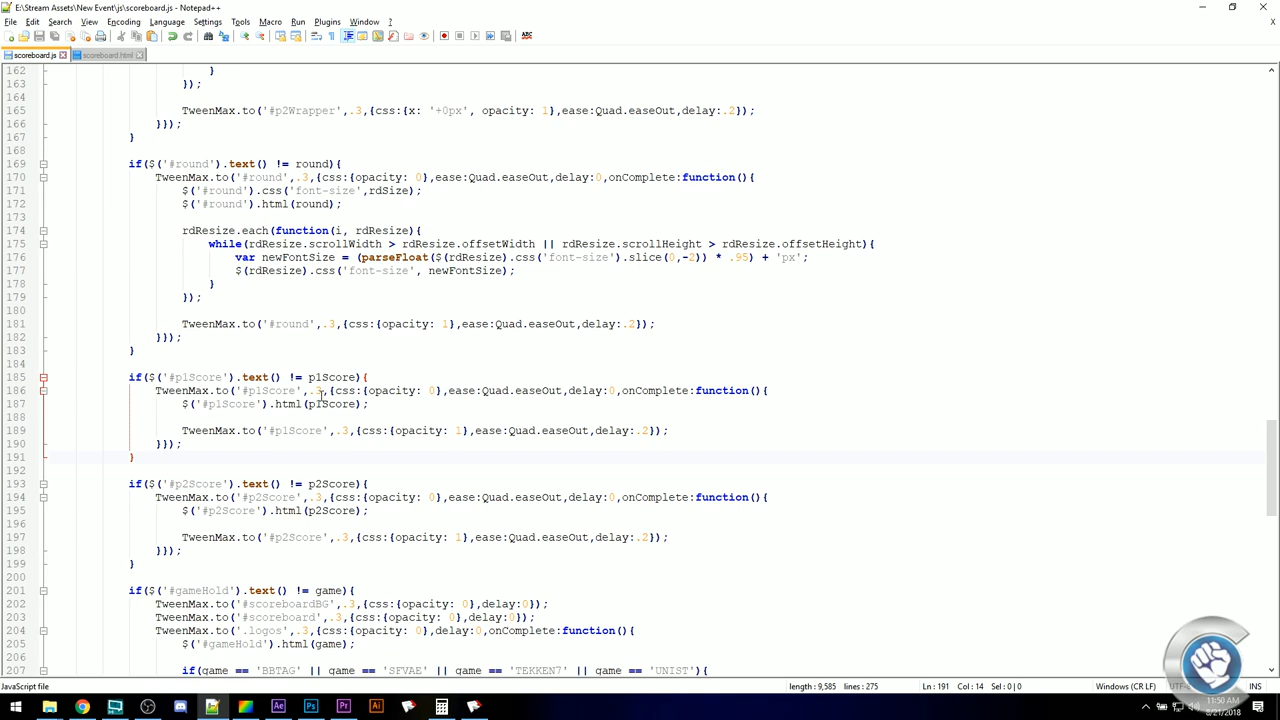 E:\Stream Assets\New Event\js\scoreboard.js - Notepad++
File Edit Search View Encoding Language Settings Tools Macro Run Plugins Window ?
scoreboard.js scoreboard.html
162 }
163 });
164
165 TweenMax.to('#p2Wrapper',.3,{css:{x: '+0px', opacity: 1},ease:Quad.easeOut,delay:.2});
166 }});
167 }
168
169 if($('#round').text() != round){
170 TweenMax.to('#round',.3,{css:{opacity: 0},ease:Quad.easeOut,delay:0,onComplete:function(){
171 $('#round').css('font-size',rdSize);
172 $('#round').html(round);
173
174 rdResize.each(function(i, rdResize){
175 while(rdResize.scrollWidth > rdResize.offsetWidth || rdResize.scrollHeight > rdResize.offsetHeight){
176 var newFontSize = (parseFloat($(rdResize).css('font-size').slice(0,-2)) * .95) + 'px';
177 $(rdResize).css('font-size', newFontSize);
178 }
179 });
180
181 TweenMax.to('#round',.3,{css:{opacity: 1},ease:Quad.easeOut,delay:.2});
182 }});
183 }
184
185 if($('#p1Score').text() != p1Score){
186 TweenMax.to('#p1Score',.3,{css:{opacity: 0},ease:Quad.easeOut,delay:0,onComplete:function(){
187 $('#p1Score').html(p1Score);
188
189 TweenMax.to('#p1Score',.3,{css:{opacity: 1},ease:Quad.easeOut,delay:.2});
190 }});
191 }
192
193 if($('#p2Score').text() != p2Score){
194 TweenMax.to('#p2Score',.3,{css:{opacity: 0},ease:Quad.easeOut,delay:0,onComplete:function(){
195 $('#p2Score').html(p2Score);
196
197 TweenMax.to('#p2Score',.3,{css:{opacity: 1},ease:Quad.easeOut,delay:.2});
198 }});
199 }
200
201 if($('#gameHold').text() != game){
202 TweenMax.to('#scoreboardBG',.3,{css:{opacity: 0},delay:0});
203 TweenMax.to('#scoreboard',.3,{css:{opacity: 0},delay:0});
204 TweenMax.to('.logos',.3,{css:{opacity: 0},delay:0,onComplete:function(){
205 $('#gameHold').html(game);
206
207 if(game == 'BBTAG' || game == 'SFVAE' || game == 'TEKKEN7' || game == 'UNIST'){
JavaScript file length : 9,585 lines : 275 Ln : 191 Col : 14 Sel : 0 | 0 Windows (CR LF) UTF-8 INS
11:50 AM
8/21/2018